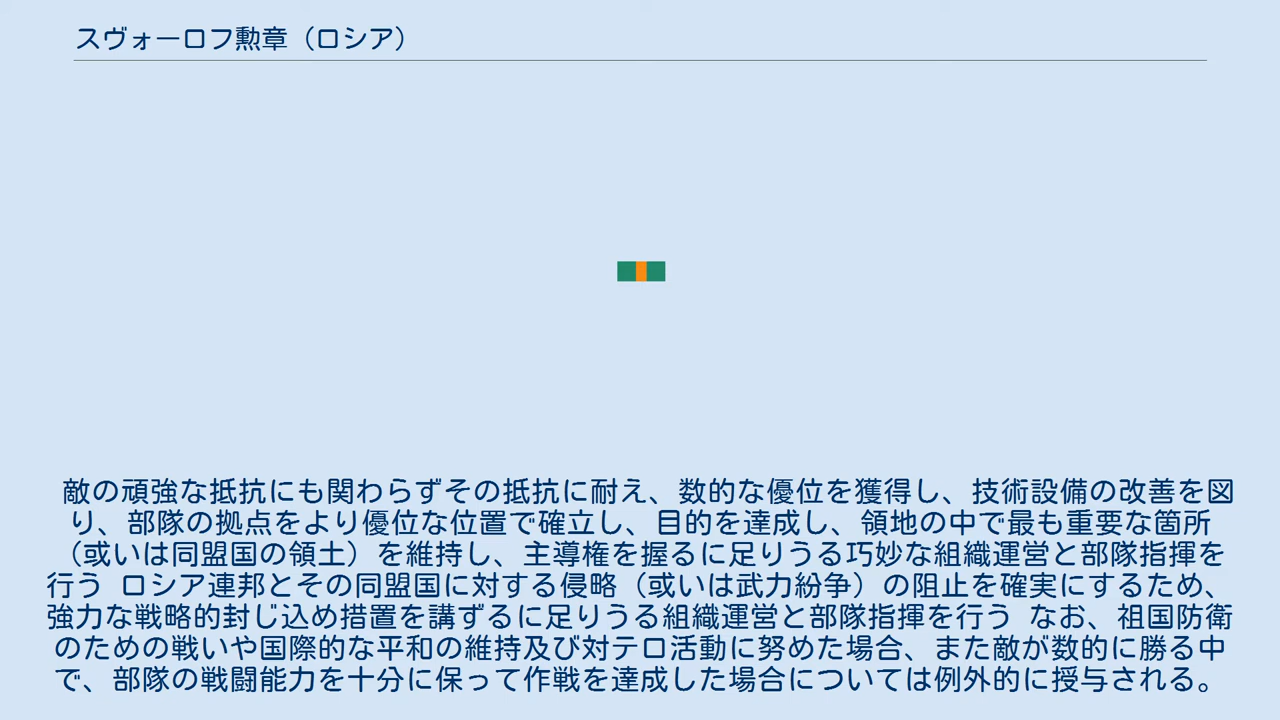 スヴォーロフ勲章（ロシア）
敵の頑強な抵抗にも関わらずその抵抗に耐え、数的な優位を獲得し、技術設備の改善を図
り、部隊の拠点をより優位な位置で確立し、目的を達成し、領地の中で最も重要な箇所
（或いは同盟国の領土）を維持し、主導権を握るに足りうる巧妙な組織運営と部隊指揮を
行う ロシア連邦とその同盟国に対する侵略（或いは武力紛争）の阻止を確実にするため、
強力な戦略的封じ込め措置を講ずるに足りうる組織運営と部隊指揮を行う なお、祖国防衛
のための戦いや国際的な平和の維持及び対テロ活動に努めた場合、また敵が数的に勝る中
で、部隊の戦闘能力を十分に保って作戦を達成した場合については例外的に授与される。